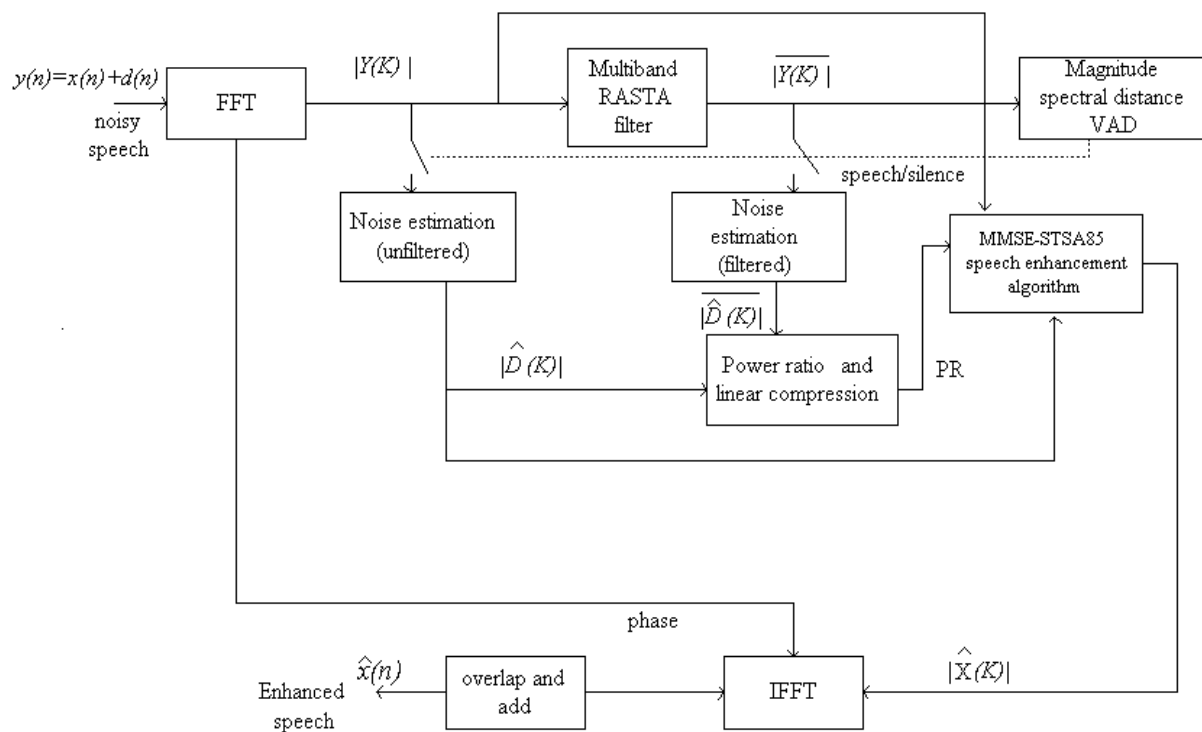 y(n)=x(n)+d(n)
noisy
speech
FFT
|Y(K)|
Multiband
RASTA
filter
|Y(K)|
Magnitude
spectral distance
VAD
speech/silence
Noise estimation
(unfiltered)
Noise
estimation
(filtered)
MMSE-STSA85
speech enhancement
algorithm
|D̂(K)|
|D̂(K)|
Power ratio and
linear compression
PR
phase
x̂(n)
Enhanced
speech
overlap and
add
IFFT
|X̂(K)|